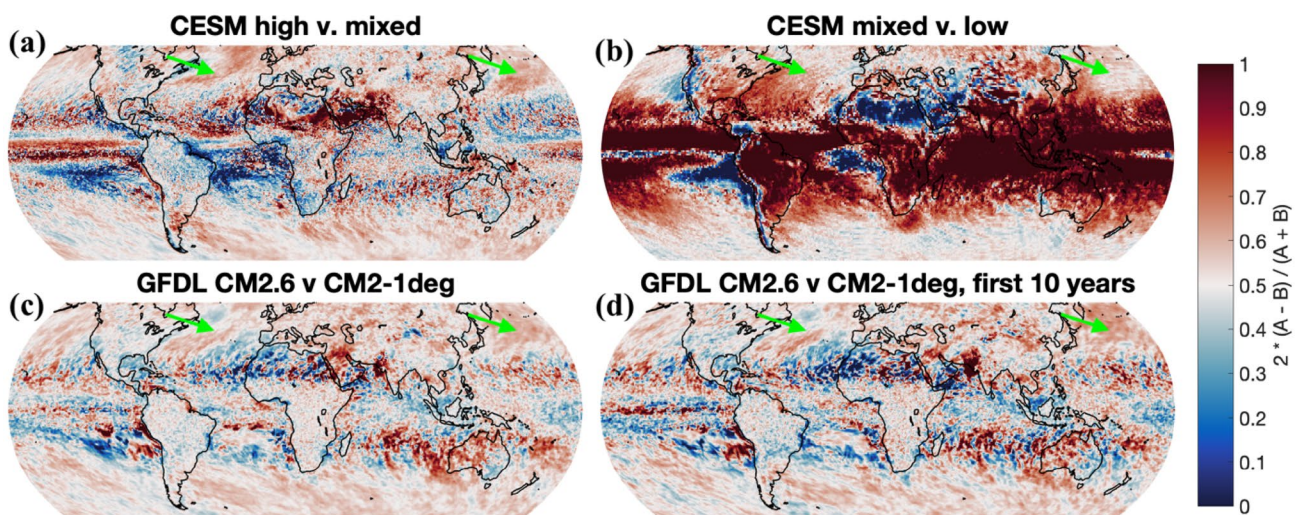 (a) CESM high v. mixed
(b) CESM mixed v. low
(c) GFDL CM2.6 v CM2-1deg
(d) GFDL CM2.6 v CM2-1deg, first 10 years
1
0.9
0.8
0.7
0.6
0.5
0.4
0.3
0.2
0.1
0
2 * (A - B) / (A + B)